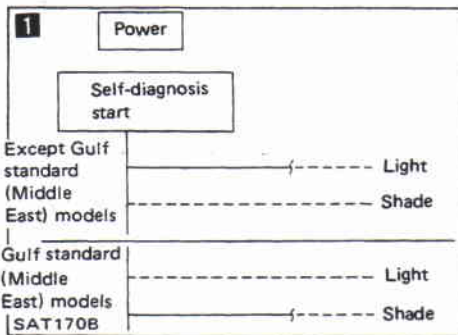 1
Power
Self-diagnosis
start
Except Gulf
standard
(Middle
East) models
Light
Shade
Gulf standard
(Middle
East) models
Light
Shade
SAT170B